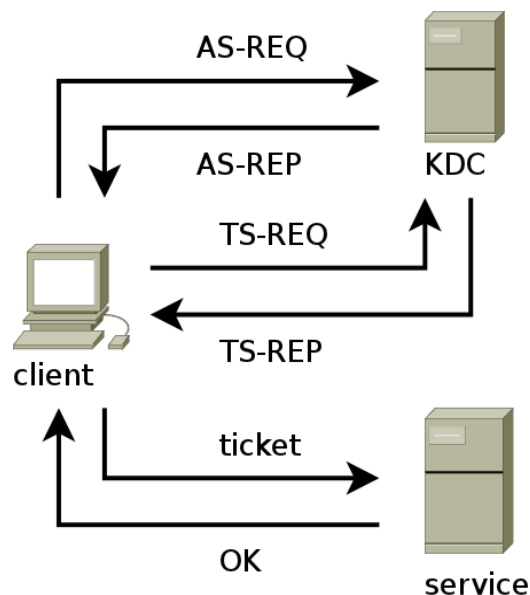 AS-REQ
AS-REP
KDC
TS-REQ
TS-REP
client
ticket
OK
service